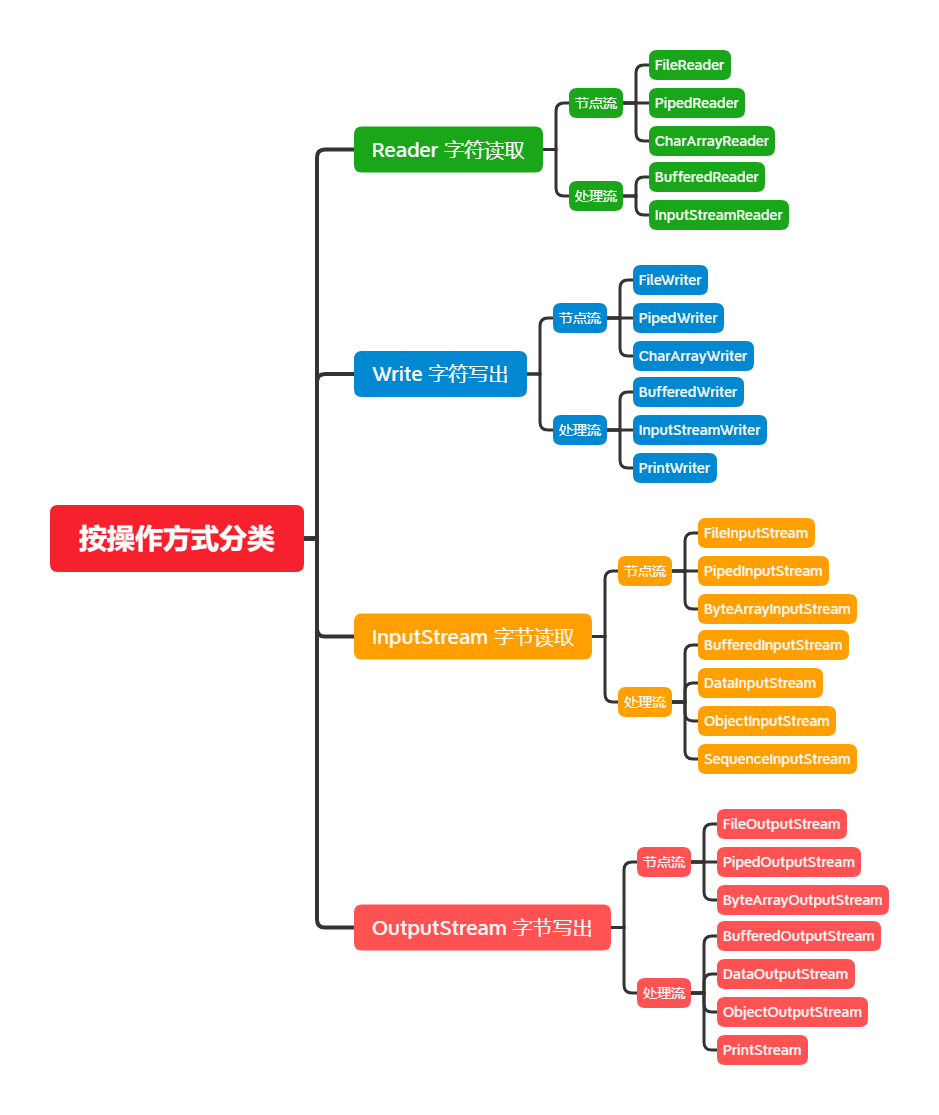 按操作方式分类
Reader 字符读取
节点流
FileReader
PipedReader
CharArrayReader
处理流
BufferedReader
InputStreamReader
Write 字符写出
节点流
FileWriter
PipedWriter
CharArrayWriter
处理流
BufferedWriter
InputStreamWriter
PrintWriter
InputStream 字节读取
节点流
FileInputStream
PipedInputStream
ByteArrayInputStream
处理流
BufferedInputStream
DataInputStream
ObjectInputStream
SequenceInputStream
OutputStream 字节写出
节点流
FileOutputStream
PipedOutputStream
ByteArrayOutputStream
处理流
BufferedOutputStream
DataOutputStream
ObjectOutputStream
PrintStream